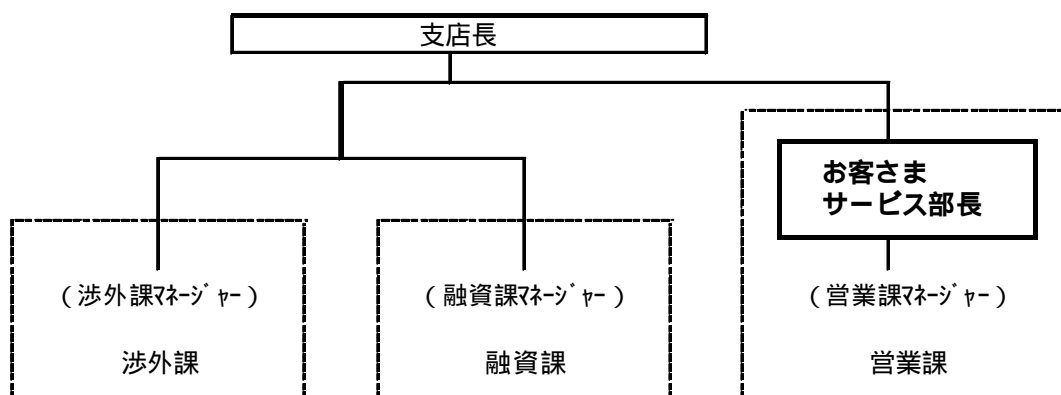 支店長
お客さま
サービス部長
(渉外課ﾏﾈｰｼﾞｬｰ)
(融資課ﾏﾈｰｼﾞｬｰ)
(営業課ﾏﾈｰｼﾞｬｰ)
渉外課
融資課
営業課